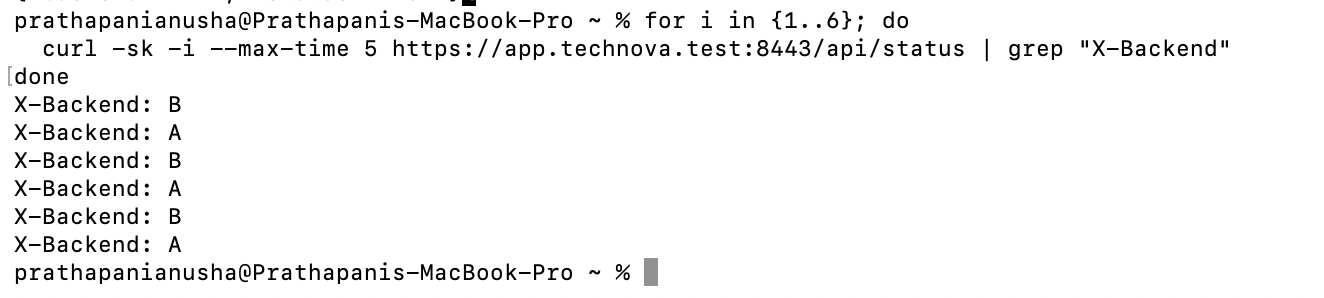 prathapanianusha@Prathapanis-MacBook-Pro ~ % for i in {1..6}; do
  curl -sk -i --max-time 5 https://app.technova.test:8443/api/status | grep "X-Backend"
[done
X-Backend: B
X-Backend: A
X-Backend: B
X-Backend: A
X-Backend: B
X-Backend: A
prathapanianusha@Prathapanis-MacBook-Pro ~ %